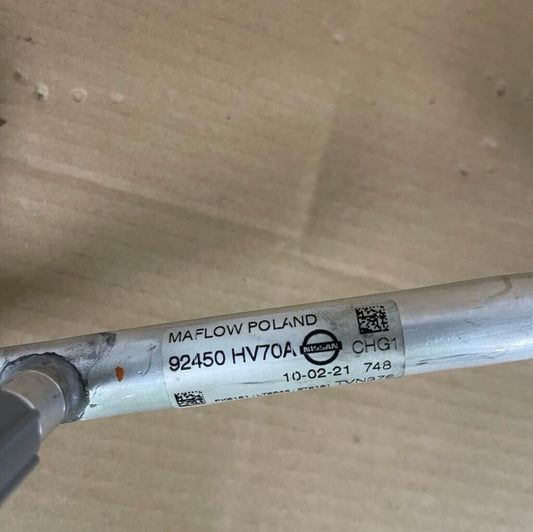 MAFLOW POLAND
92450 HV70A NISSAN CHG1
10-02-21 748